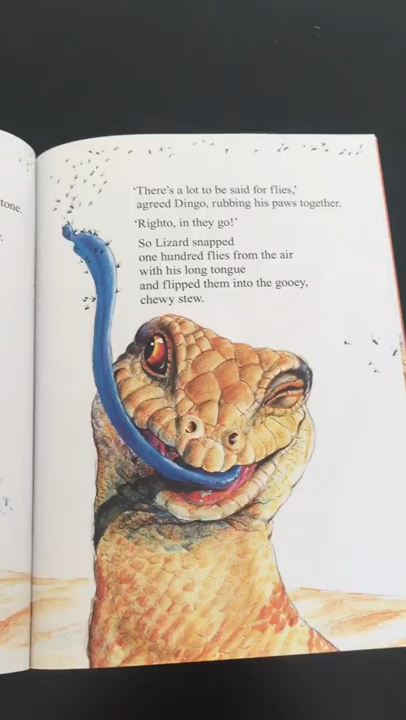 tone.
‘There’s a lot to be said for flies,’
agreed Dingo, rubbing his paws together.
‘Righto, in they go!’
So Lizard snapped
one hundred flies from the air
with his long tongue
and flipped them into the gooey,
chewy stew.